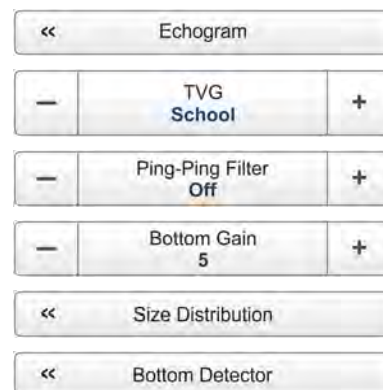 « Echogram
— TVG +
School
— Ping-Ping Filter +
Off
— Bottom Gain +
5
« Size Distribution
« Bottom Detector